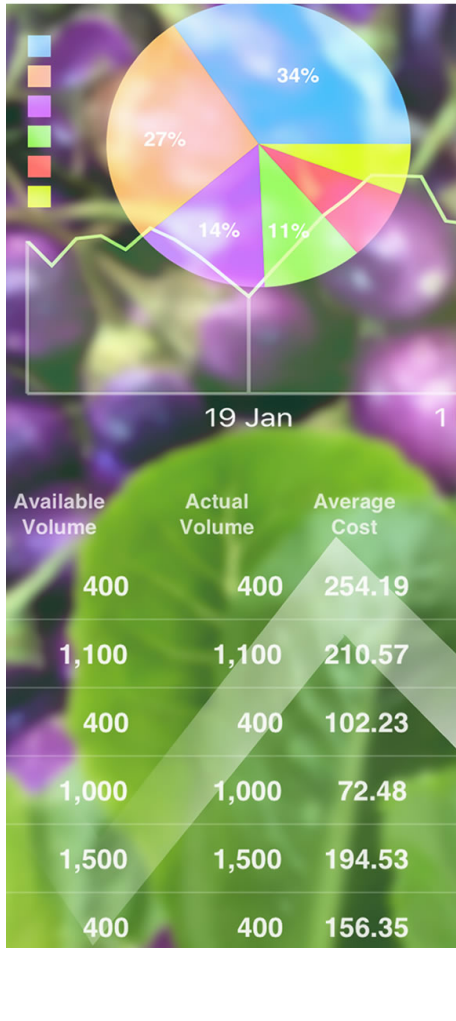 34%
27%
14%
11%
19 Jan
1
Available Actual Average
Volume Volume Cost
400 400 254.19
1,100 1,100 210.57
400 400 102.23
1,000 1,000 72.48
1,500 1,500 194.53
400 400 156.35